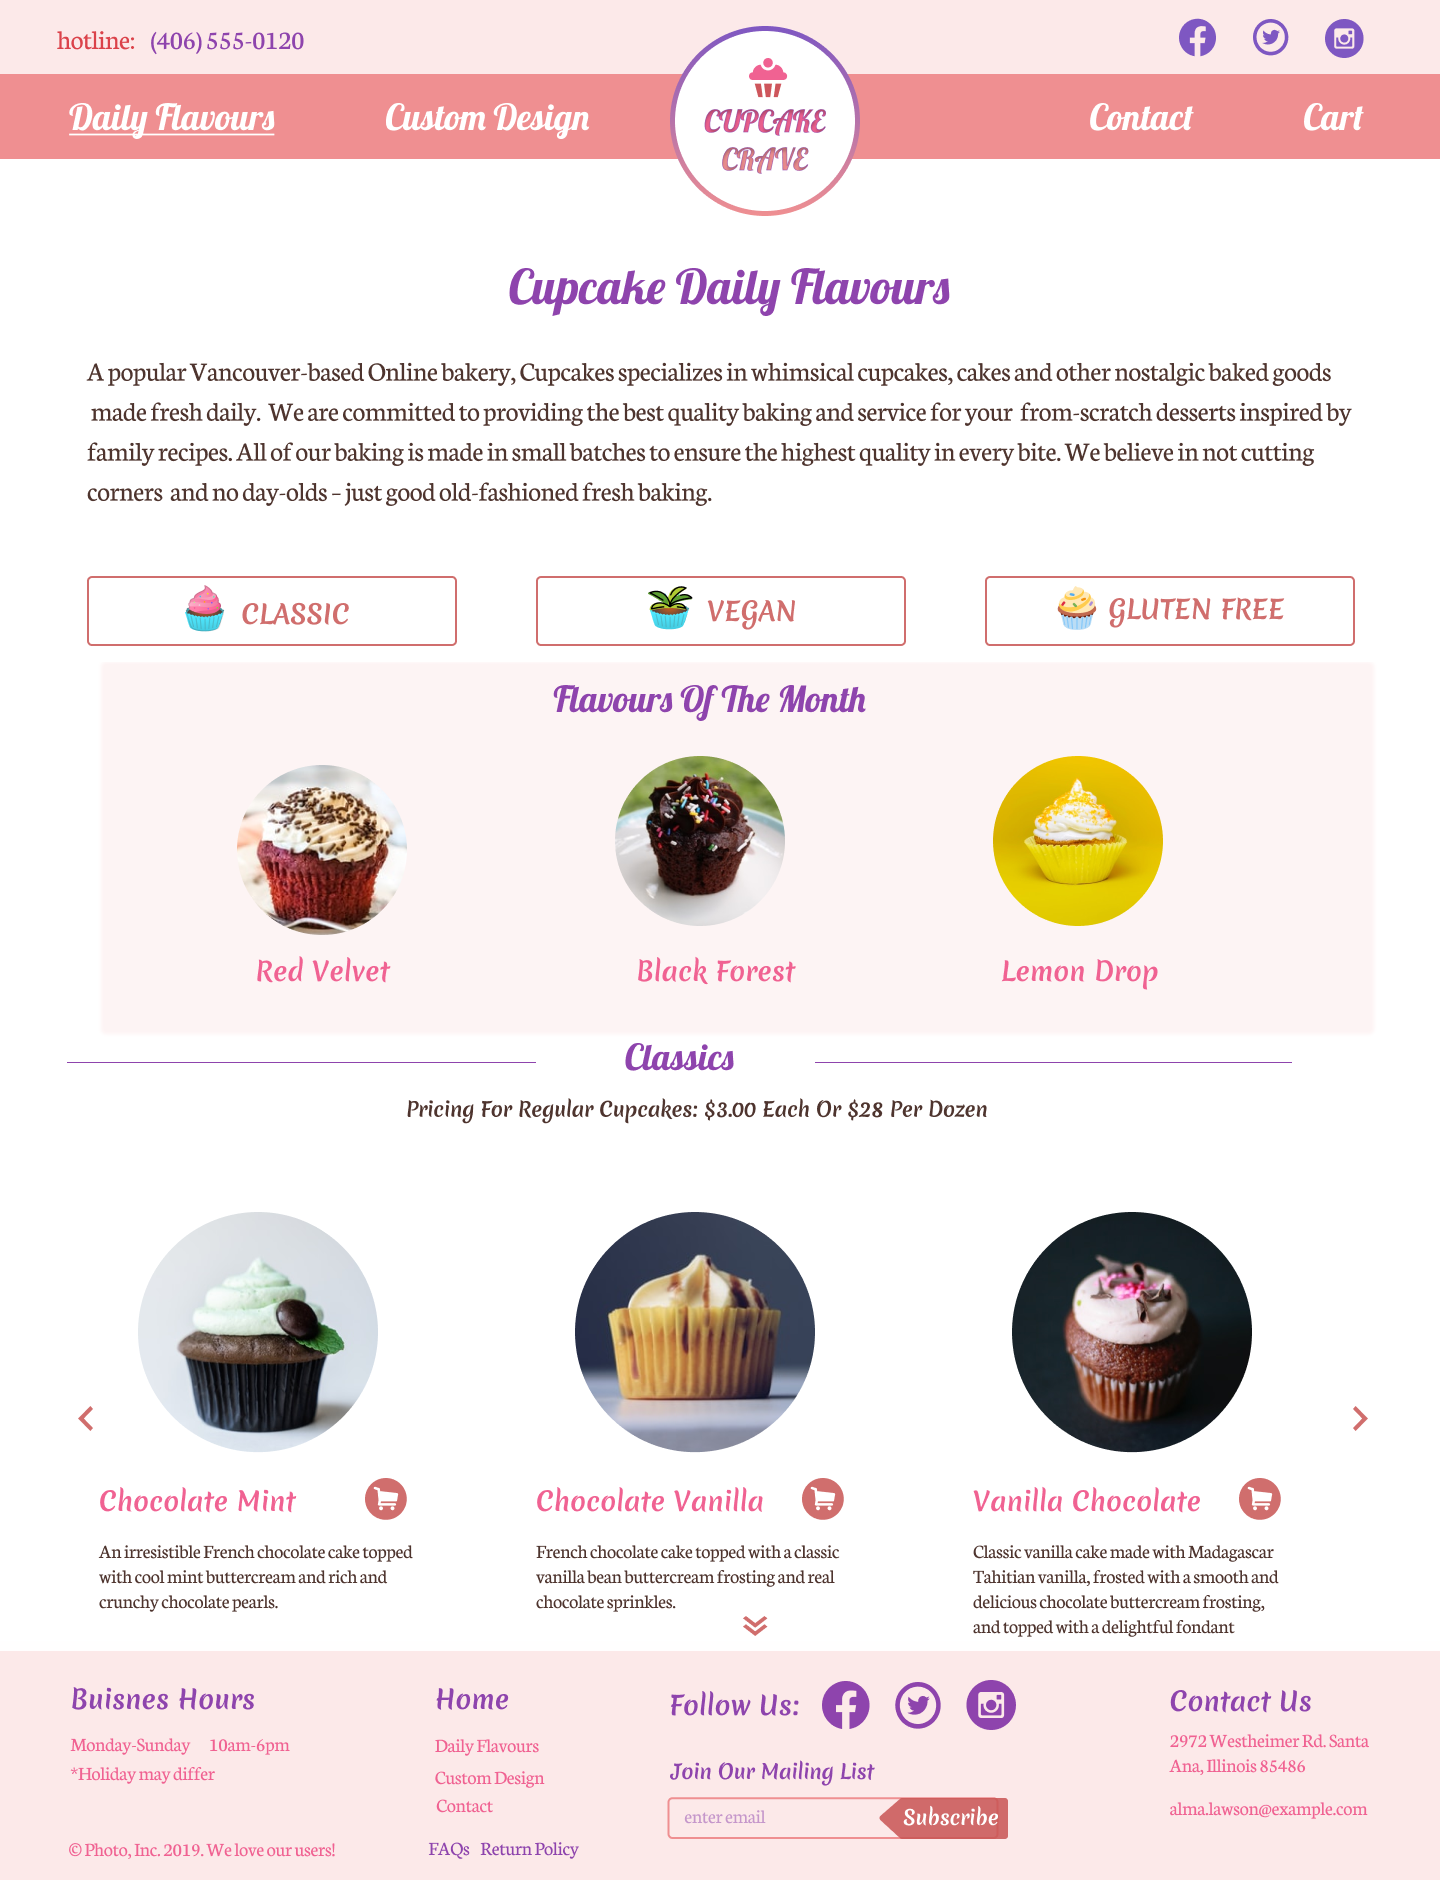 hotline: (406) 555-0120
Daily Flavours Custom Design Contact Cart
CUPCAKE
CRAVE
Cupcake Daily Flavours
A popular Vancouver-based Online bakery, Cupcakes specializes in whimsical cupcakes, cakes and other nostalgic baked goods
made fresh daily. We are committed to providing the best quality baking and service for your from-scratch desserts inspired by
family recipes. All of our baking is made in small batches to ensure the highest quality in every bite. We believe in not cutting
corners and no day-olds – just good old-fashioned fresh baking.
CLASSIC VEGAN GLUTEN FREE
Flavours Of The Month
Red Velvet Black Forest Lemon Drop
Classics
Pricing For Regular Cupcakes: $3.00 Each Or $28 Per Dozen
Chocolate Mint
An irresistible French chocolate cake topped
with cool mint buttercream and rich and
crunchy chocolate pearls.
Chocolate Vanilla
French chocolate cake topped with a classic
vanilla bean buttercream frosting and real
chocolate sprinkles.
Vanilla Chocolate
Classic vanilla cake made with Madagascar
Tahitian vanilla, frosted with a smooth and
delicious chocolate buttercream frosting,
and topped with a delightful fondant
Buisnes Hours
Monday-Sunday 10am-6pm
*Holiday may differ
© Photo, Inc. 2019. We love our users!
Home
Daily Flavours
Custom Design
Contact
FAQs Return Policy
Follow Us:
Join Our Mailing List
enter email Subscribe
Contact Us
2972 Westheimer Rd. Santa
Ana, Illinois 85486
alma.lawson@example.com